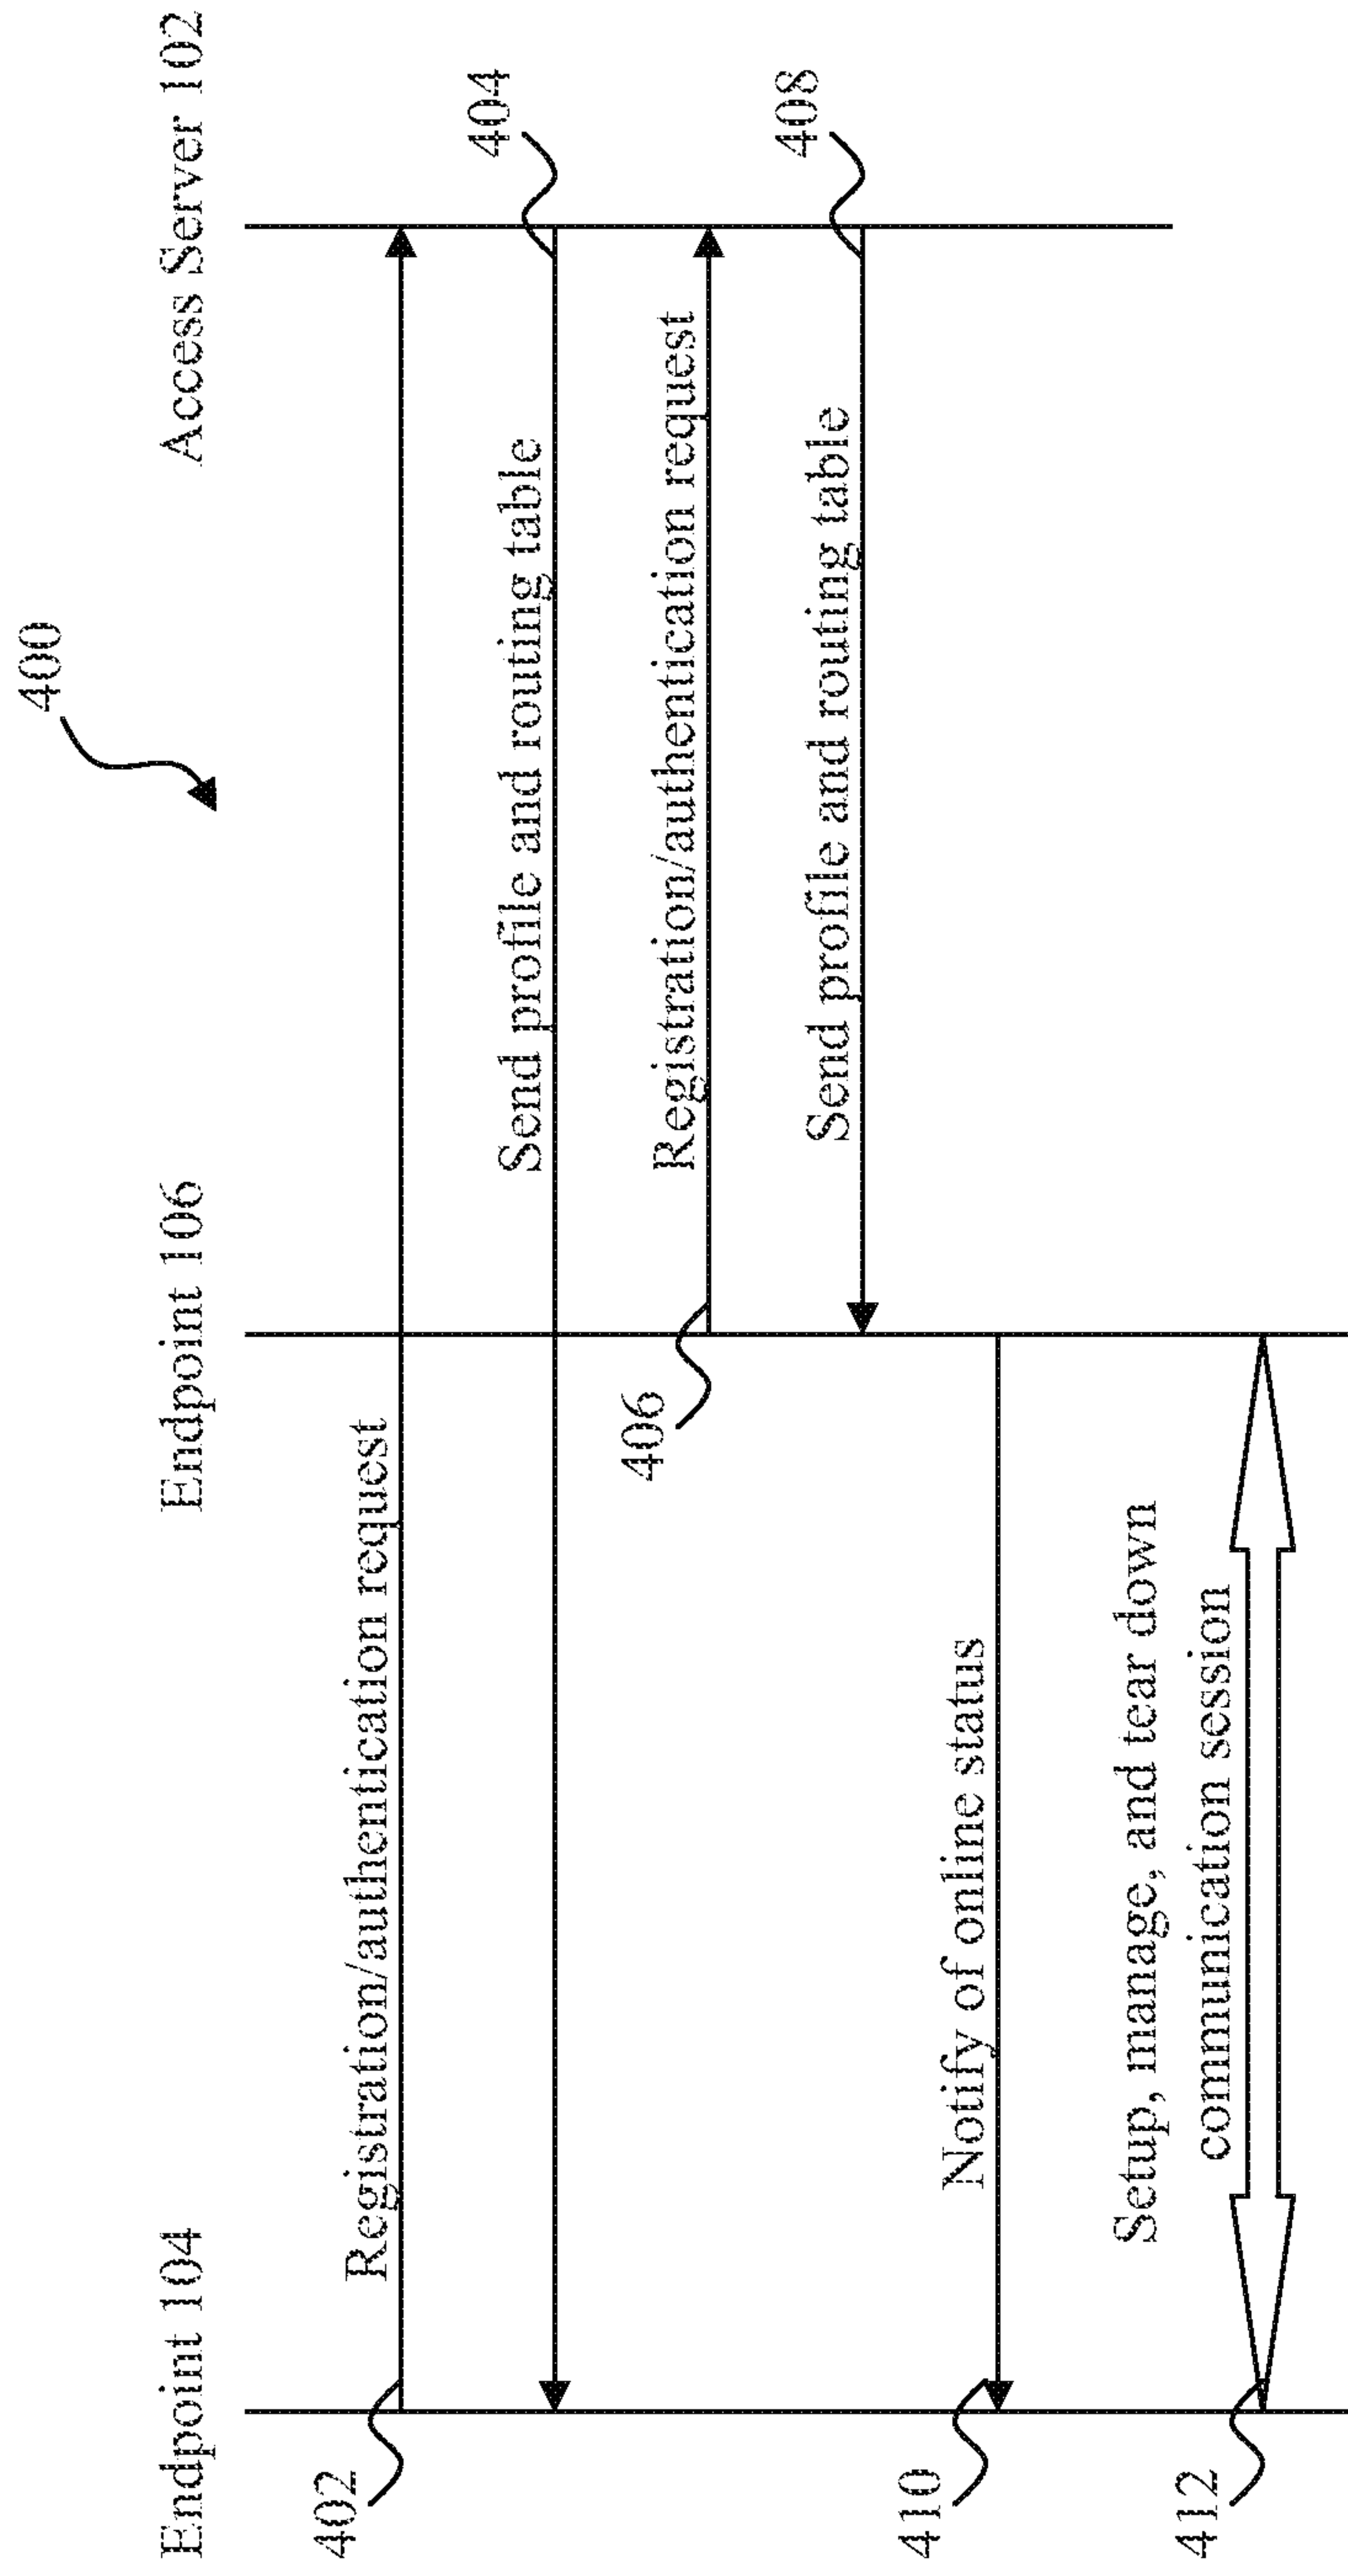 400
Endpoint 104
Endpoint 106
Access Server 102
402
Registration/authentication request
404
Send profile and routing table
406
Registration/authentication request
408
Send profile and routing table
410
Notify of online status
412
Setup, manage, and tear down
communication session